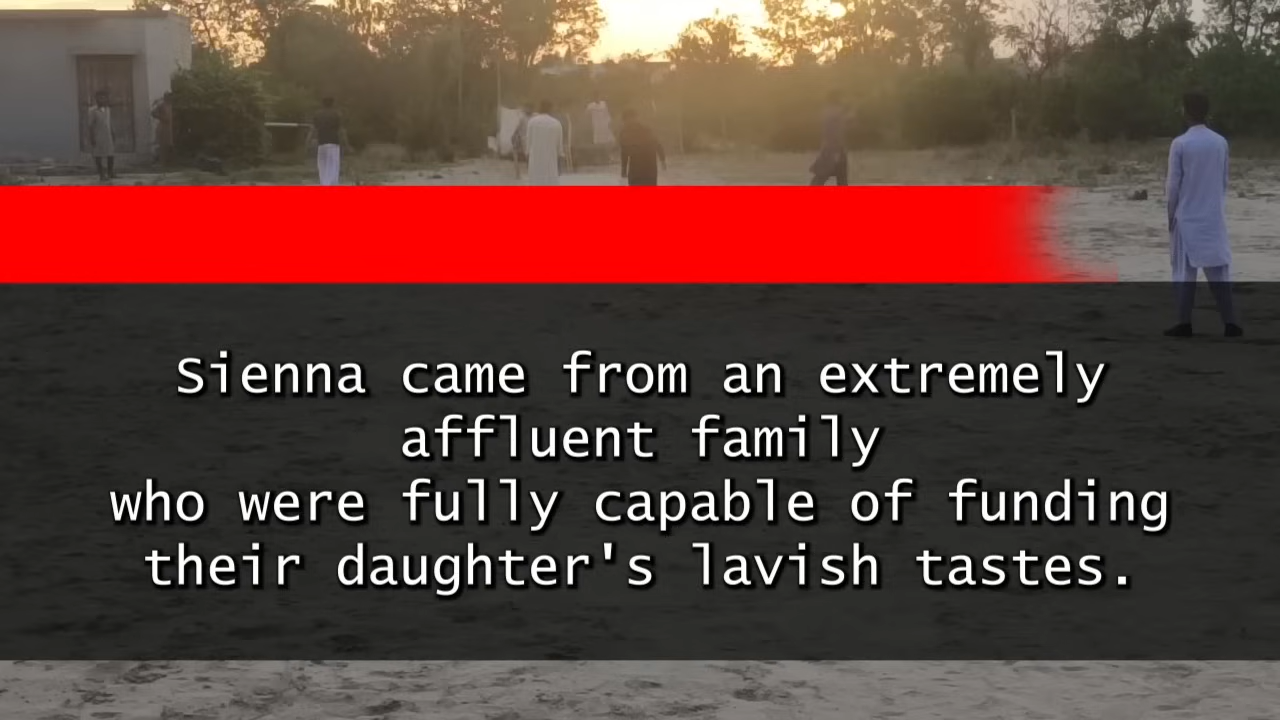 Sienna came from an extremely
affluent family
who were fully capable of funding
their daughter's lavish tastes.